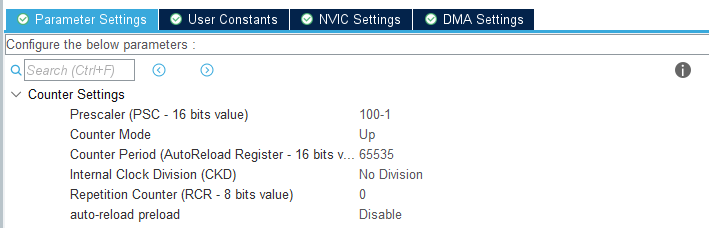 Parameter Settings User Constants NVIC Settings DMA Settings
Configure the below parameters :
Search (Ctrl+F)
Counter Settings
Prescaler (PSC - 16 bits value) 100-1
Counter Mode Up
Counter Period (AutoReload Register - 16 bits v... 65535
Internal Clock Division (CKD) No Division
Repetition Counter (RCR - 8 bits value) 0
auto-reload preload Disable